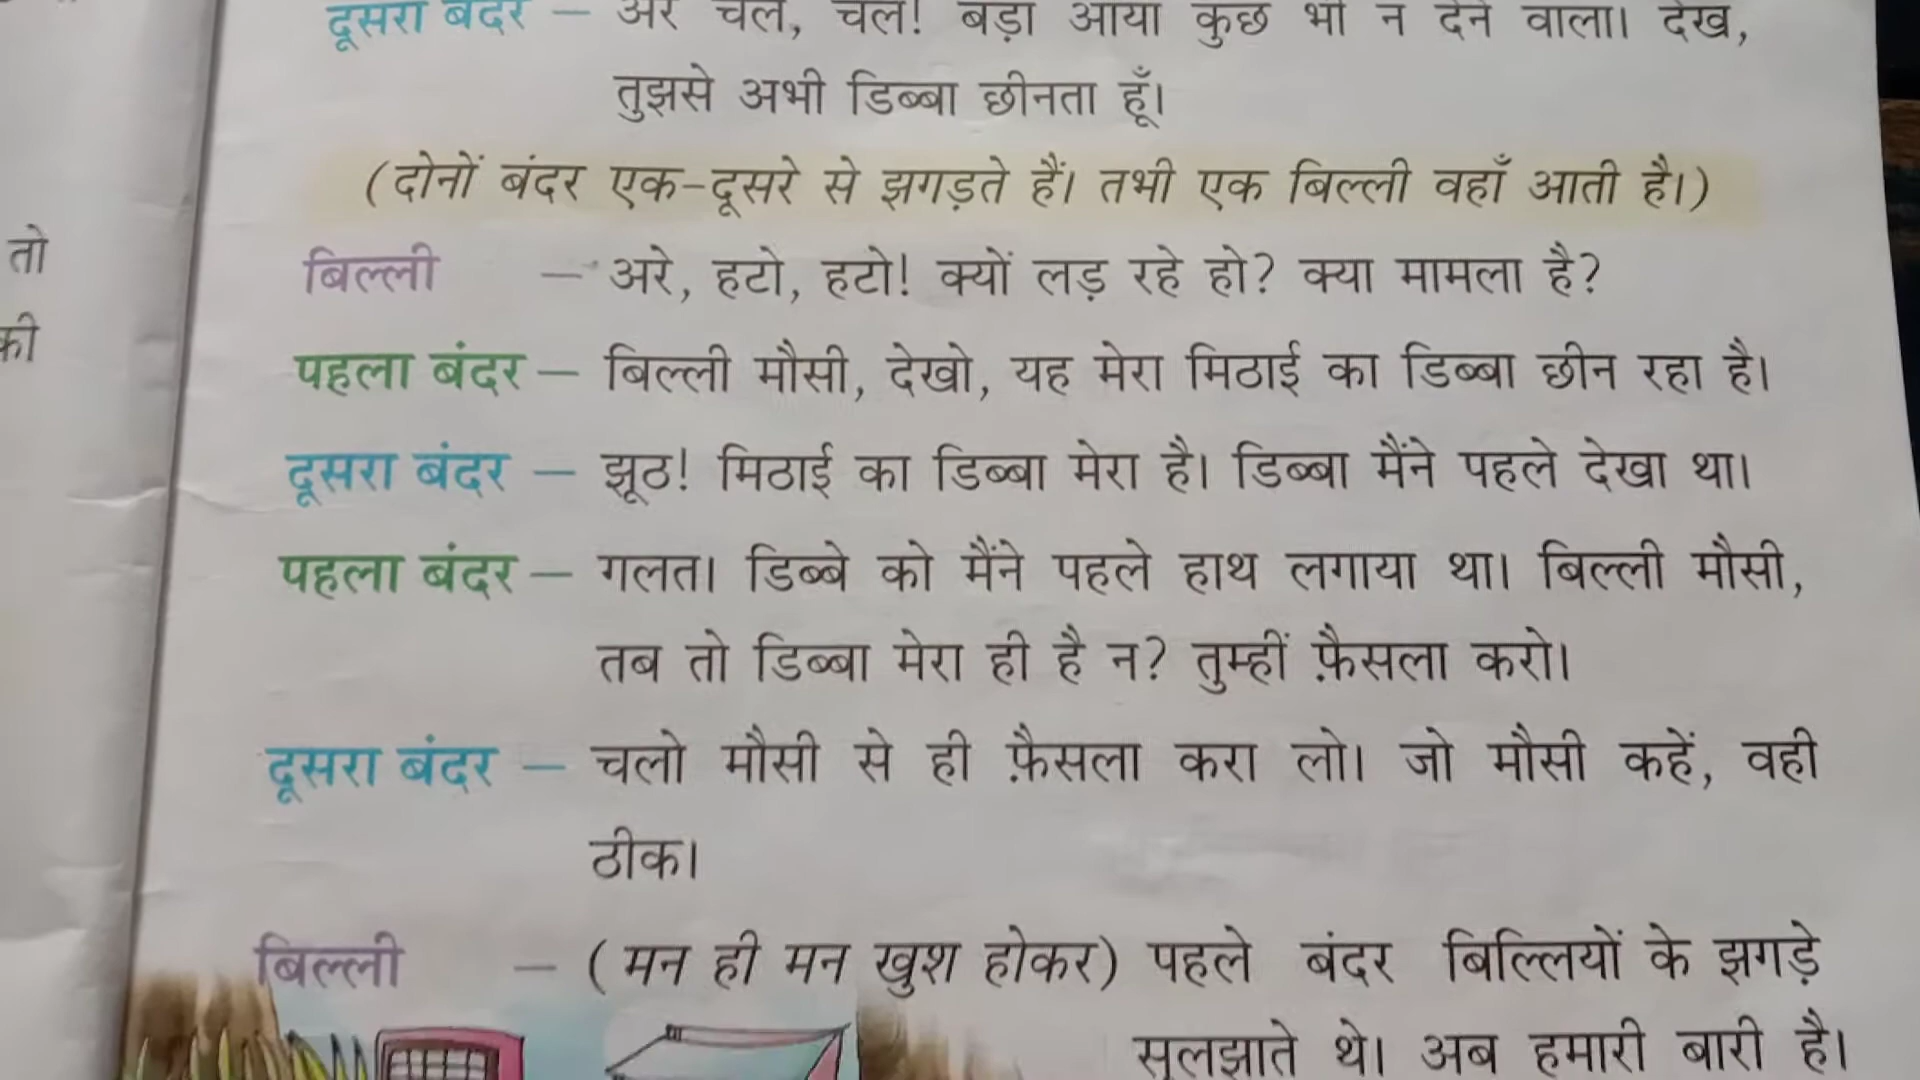 दूसरा बंदर – अरे चल, चल! बड़ा आया कुछ भी न देने वाला। देख,
तुझसे अभी डिब्बा छीनता हूँ।
(दोनों बंदर एक-दूसरे से झगड़ते हैं। तभी एक बिल्ली वहाँ आती है।)
तो
बिल्ली – अरे, हटो, हटो! क्यों लड़ रहे हो? क्या मामला है?
की
पहला बंदर – बिल्ली मौसी, देखो, यह मेरा मिठाई का डिब्बा छीन रहा है।
दूसरा बंदर – झूठ! मिठाई का डिब्बा मेरा है। डिब्बा मैंने पहले देखा था।
पहला बंदर – गलत। डिब्बे को मैंने पहले हाथ लगाया था। बिल्ली मौसी,
तब तो डिब्बा मेरा ही है न? तुम्हीं फ़ैसला करो।
दूसरा बंदर – चलो मौसी से ही फ़ैसला करा लो। जो मौसी कहें, वही
ठीक।
बिल्ली – (मन ही मन खुश होकर) पहले बंदर बिल्लियों के झगड़े
सुलझाते थे। अब हमारी बारी है।